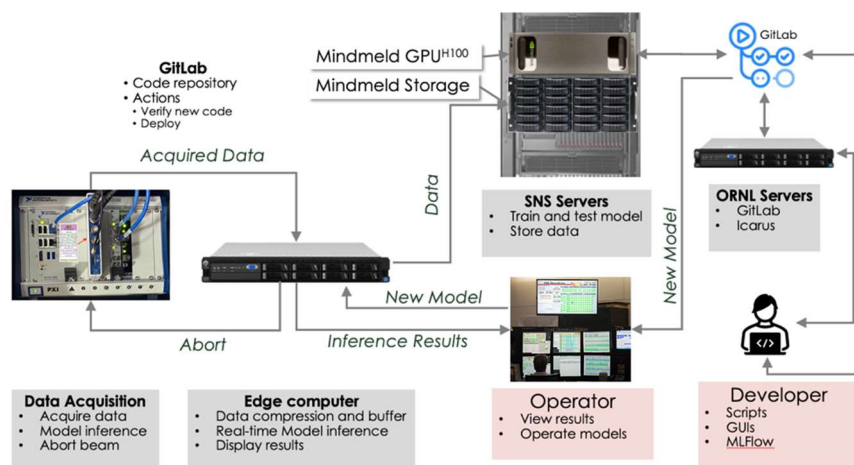 Mindmeld GPU H100
Mindmeld Storage
GitLab
GitLab
• Code repository
• Actions
• Verify new code
• Deploy
Acquired Data
Data
New Model
SNS Servers
• Train and test model
• Store data
ORNL Servers
• GitLab
• Icarus
PXI
New Model
Abort
Inference Results
Data Acquisition
• Acquire data
• Model inference
• Abort beam
Edge computer
• Data compression and buffer
• Real-time Model inference
• Display results
Operator
• View results
• Operate models
Developer
• Scripts
• GUIs
• MLFlow